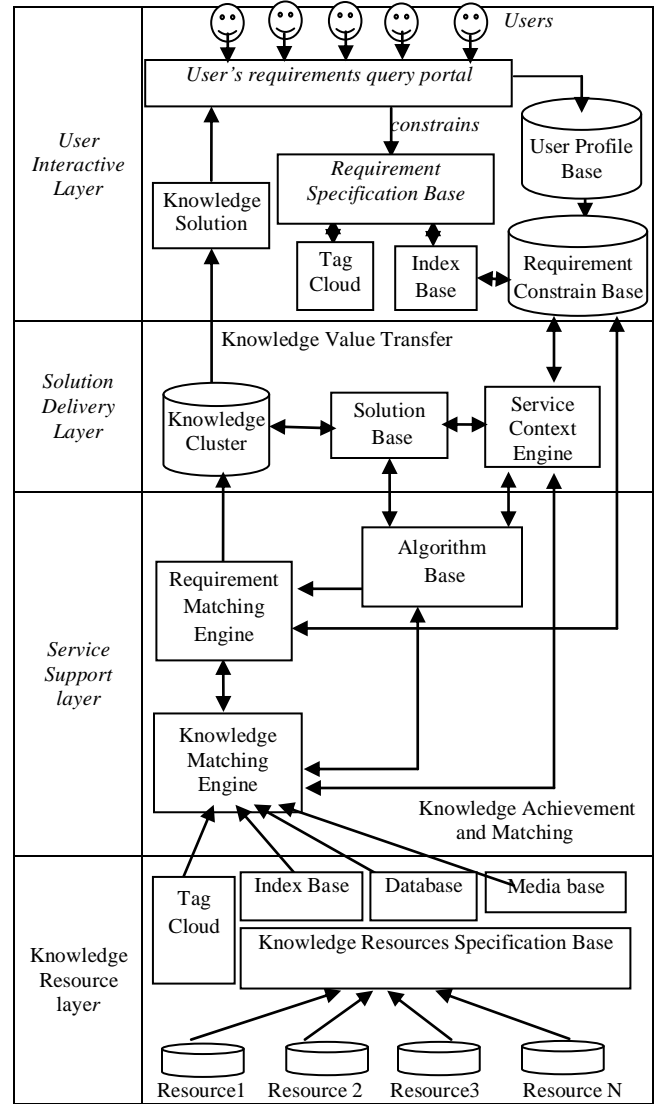 Users
User's requirements query portal
constrains
User
Interactive
Layer
Requirement
Specification Base
User Profile
Base
Knowledge
Solution
Tag
Cloud
Index
Base
Requirement
Constrain Base
Knowledge Value Transfer
Solution
Delivery
Layer
Knowledge
Cluster
Solution
Base
Service
Context
Engine
Service
Support
layer
Algorithm
Base
Requirement
Matching
Engine
Knowledge
Matching
Engine
Knowledge Achievement
and Matching
Knowledge
Resource
layer
Tag
Cloud
Index Base
Database
Media base
Knowledge Resources Specification Base
Resource1
Resource 2
Resource3
Resource N